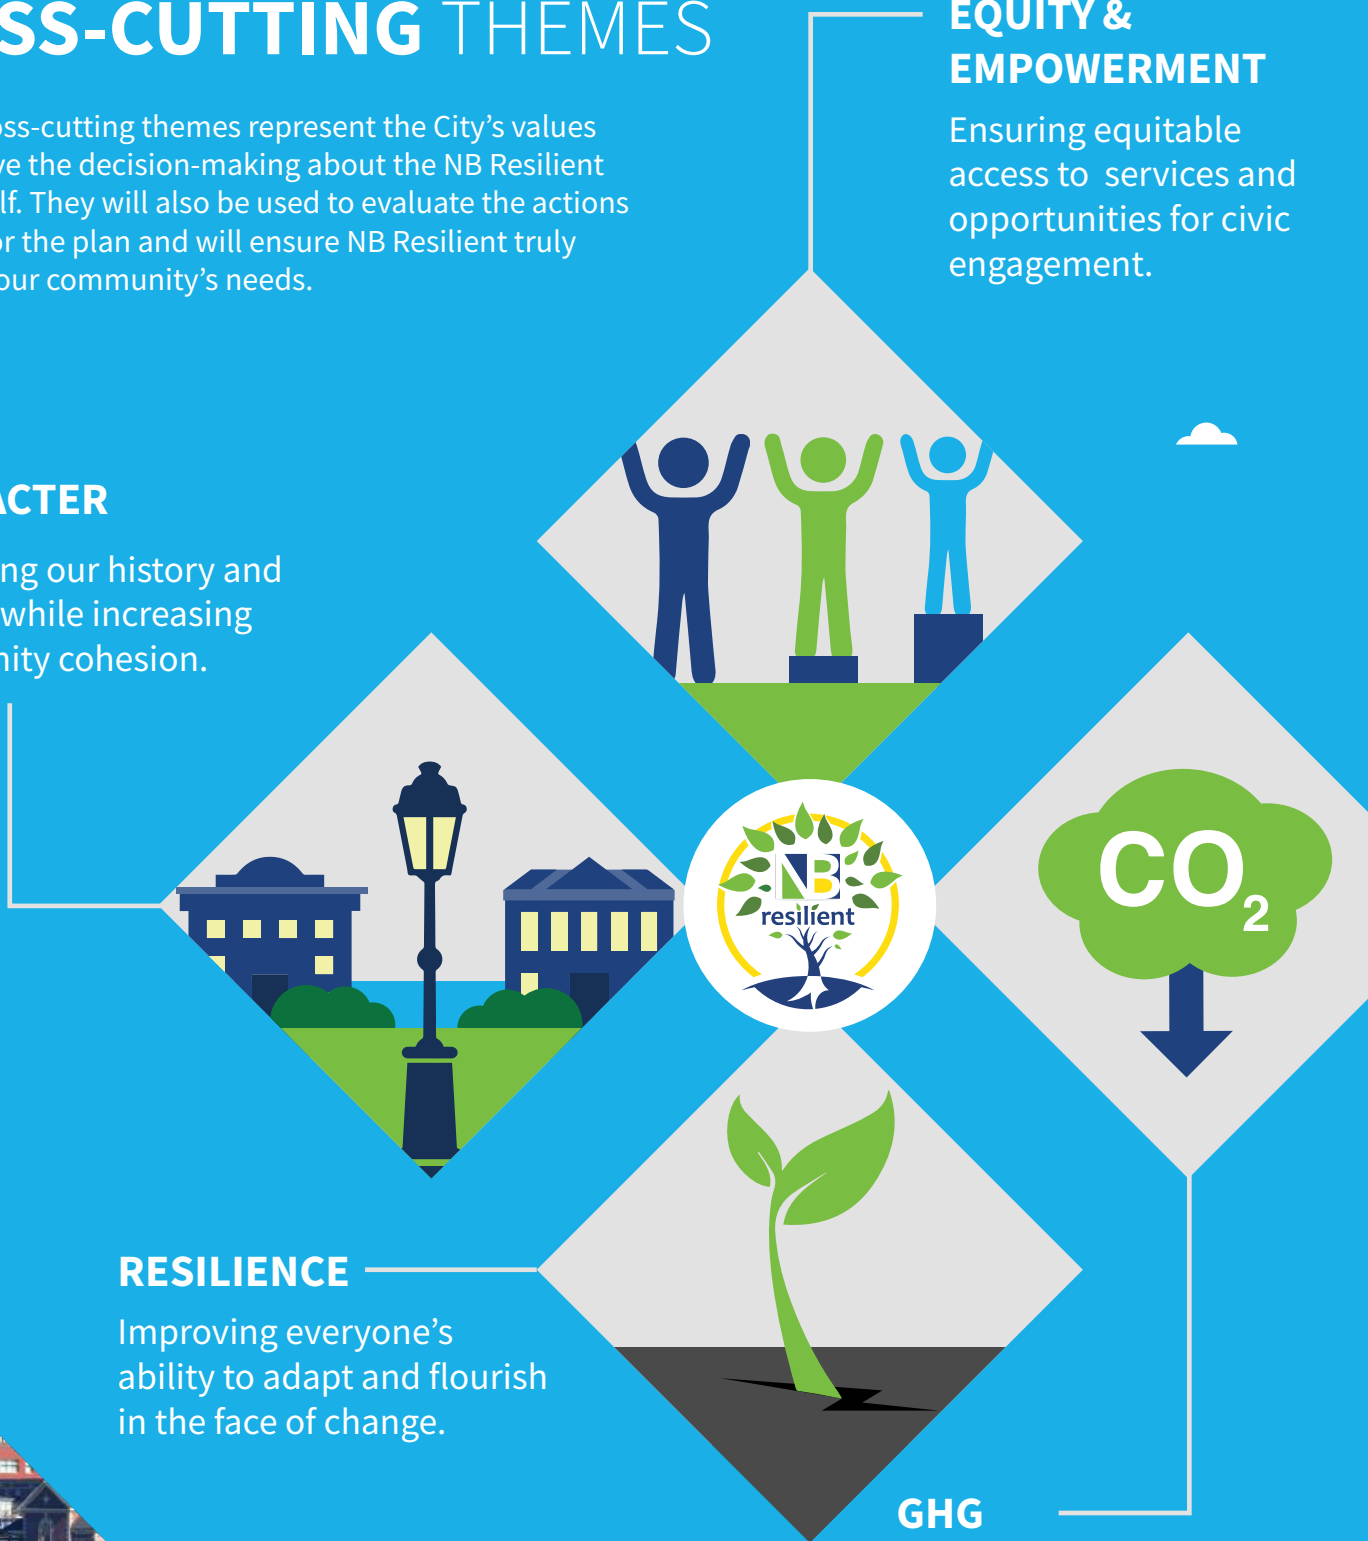 SS-CUTTING THEMES
oss-cutting themes represent the City’s values
ve the decision-making about the NB Resilient
lf. They will also be used to evaluate the actions
or the plan and will ensure NB Resilient truly
our community’s needs.
EQUITY &
EMPOWERMENT
Ensuring equitable
access to services and
opportunities for civic
engagement.
ACTER
ng our history and
while increasing
nity cohesion.
CO2
NB
resilient
RESILIENCE
Improving everyone’s
ability to adapt and flourish
in the face of change.
GHG